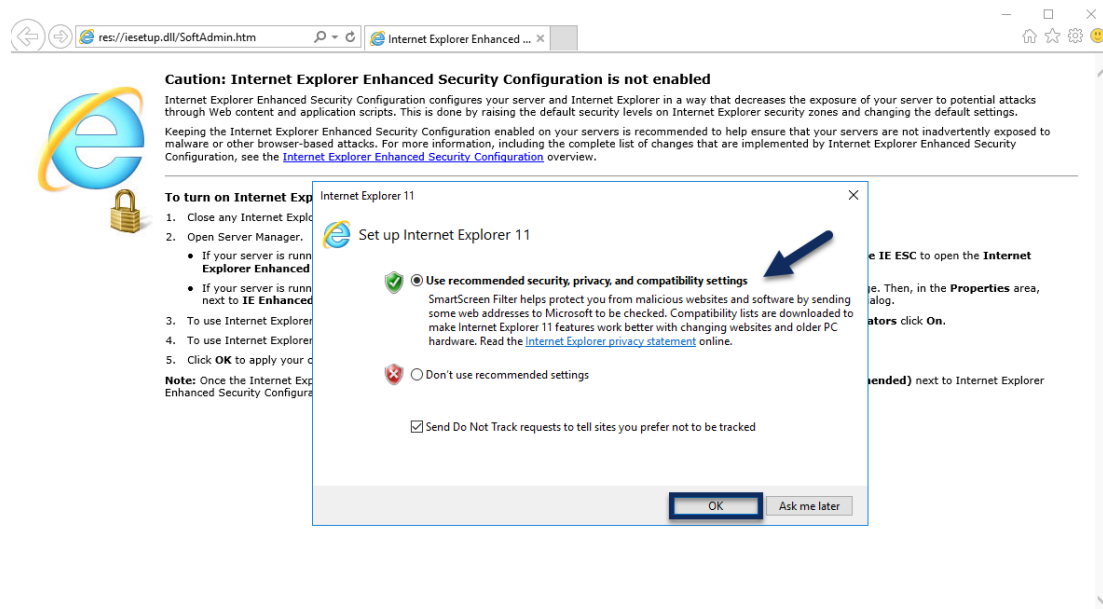 res://iesetup.dll/SoftAdmin.htm
Internet Explorer Enhanced ...
Caution: Internet Explorer Enhanced Security Configuration is not enabled
Internet Explorer Enhanced Security Configuration configures your server and Internet Explorer in a way that decreases the exposure of your server to potential attacks
through Web content and application scripts. This is done by raising the default security levels on Internet Explorer security zones and changing the default settings.
Keeping the Internet Explorer Enhanced Security Configuration enabled on your servers is recommended to help ensure that your servers are not inadvertently exposed to
malware or other browser-based attacks. For more information, including the complete list of changes that are implemented by Internet Explorer Enhanced Security
Configuration, see the Internet Explorer Enhanced Security Configuration overview.
To turn on Internet Exp
1. Close any Internet Explo
2. Open Server Manager.
• If your server is runn
e IE ESC to open the Internet
Explorer Enhanced
• If your server is runn
ge. Then, in the Properties area,
next to IE Enhanced
alog.
3. To use Internet Explorer
ators click On.
4. To use Internet Explorer
5. Click OK to apply your c
Note: Once the Internet Exp
ended) next to Internet Explorer
Enhanced Security Configura
Internet Explorer 11
Set up Internet Explorer 11
Use recommended security, privacy, and compatibility settings
SmartScreen Filter helps protect you from malicious websites and software by sending
some web addresses to Microsoft to be checked. Compatibility lists are downloaded to
make Internet Explorer 11 features work better with changing websites and older PC
hardware. Read the Internet Explorer privacy statement online.
Don't use recommended settings
Send Do Not Track requests to tell sites you prefer not to be tracked
OK
Ask me later